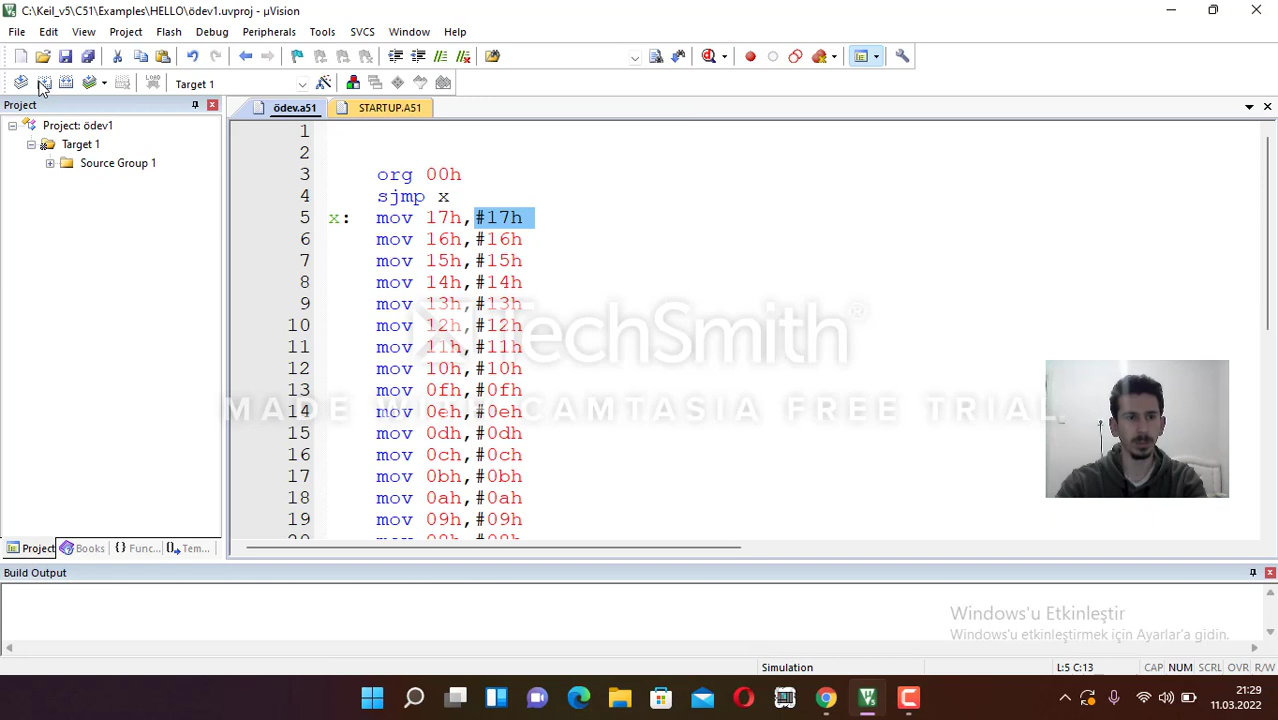 C:\Keil_v5\C51\Examples\HELLO\ödev1.uvproj - µVision
File Edit View Project Flash Debug Peripherals Tools SVCS Window Help
LOAD Target 1
Project
ödev.a51 STARTUP.A51
Project: ödev1
Target 1
Source Group 1
1
2
3 org 00h
4 sjmp x
5 x: mov 17h,#17h
6 mov 16h,#16h
7 mov 15h,#15h
8 mov 14h,#14h
9 mov 13h,#13h
10 mov 12h,#12h
11 mov 11h,#11h
12 mov 10h,#10h
13 mov 0fh,#0fh
14 mov 0eh,#0eh
15 mov 0dh,#0dh
16 mov 0ch,#0ch
17 mov 0bh,#0bh
18 mov 0ah,#0ah
19 mov 09h,#09h
20 mov 08h,#08h
TechSmith®
MADE WITH CAMTASIA FREE TRIAL.
Project Books {} Func... Tem...
Build Output
Windows'u Etkinleştir
Windows'u etkinleştirmek için Ayarlar'a gidin.
Simulation L:5 C:13 CAP NUM SCRL OVR R/W
21:29
11.03.2022